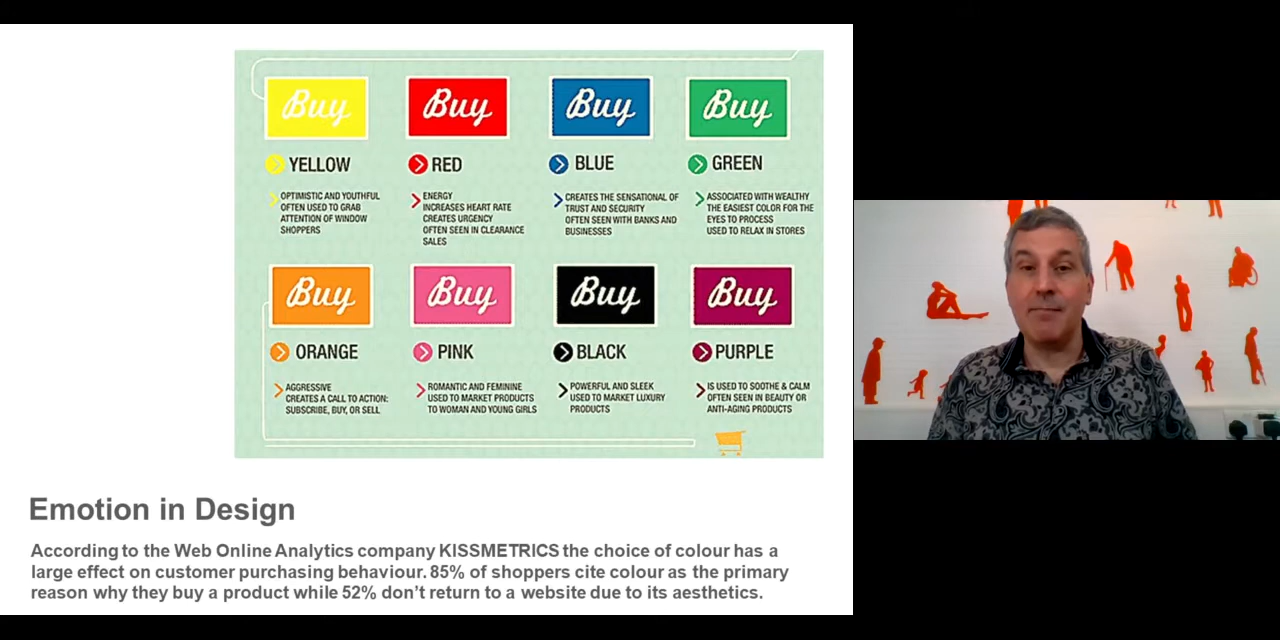 Buy
Buy
Buy
Buy
YELLOW
RED
BLUE
GREEN
OPTIMISTIC AND YOUTHFUL
OFTEN USED TO GRAB
ATTENTION OF WINDOW
SHOPPERS
ENERGY
INCREASES HEART RATE
CREATES URGENCY
OFTEN SEEN IN CLEARANCE
SALES
CREATES THE SENSATIONAL OF
TRUST AND SECURITY
OFTEN SEEN WITH BANKS AND
BUSINESSES
ASSOCIATED WITH WEALTHY
THE EASIEST COLOR FOR THE
EYES TO PROCESS
USED TO RELAX IN STORES
Buy
Buy
Buy
Buy
ORANGE
PINK
BLACK
PURPLE
AGGRESSIVE
CREATES A CALL TO ACTION:
SUBSCRIBE, BUY, OR SELL
ROMANTIC AND FEMININE
USED TO MARKET PRODUCTS
TO WOMAN AND YOUNG GIRLS
POWERFUL AND SLEEK
USED TO MARKET LUXURY
PRODUCTS
IS USED TO SOOTHE & CALM
OFTEN SEEN IN BEAUTY OR
ANTI-AGING PRODUCTS
Emotion in Design
According to the Web Online Analytics company KISSMETRICS the choice of colour has a
large effect on customer purchasing behaviour. 85% of shoppers cite colour as the primary
reason why they buy a product while 52% don’t return to a website due to its aesthetics.